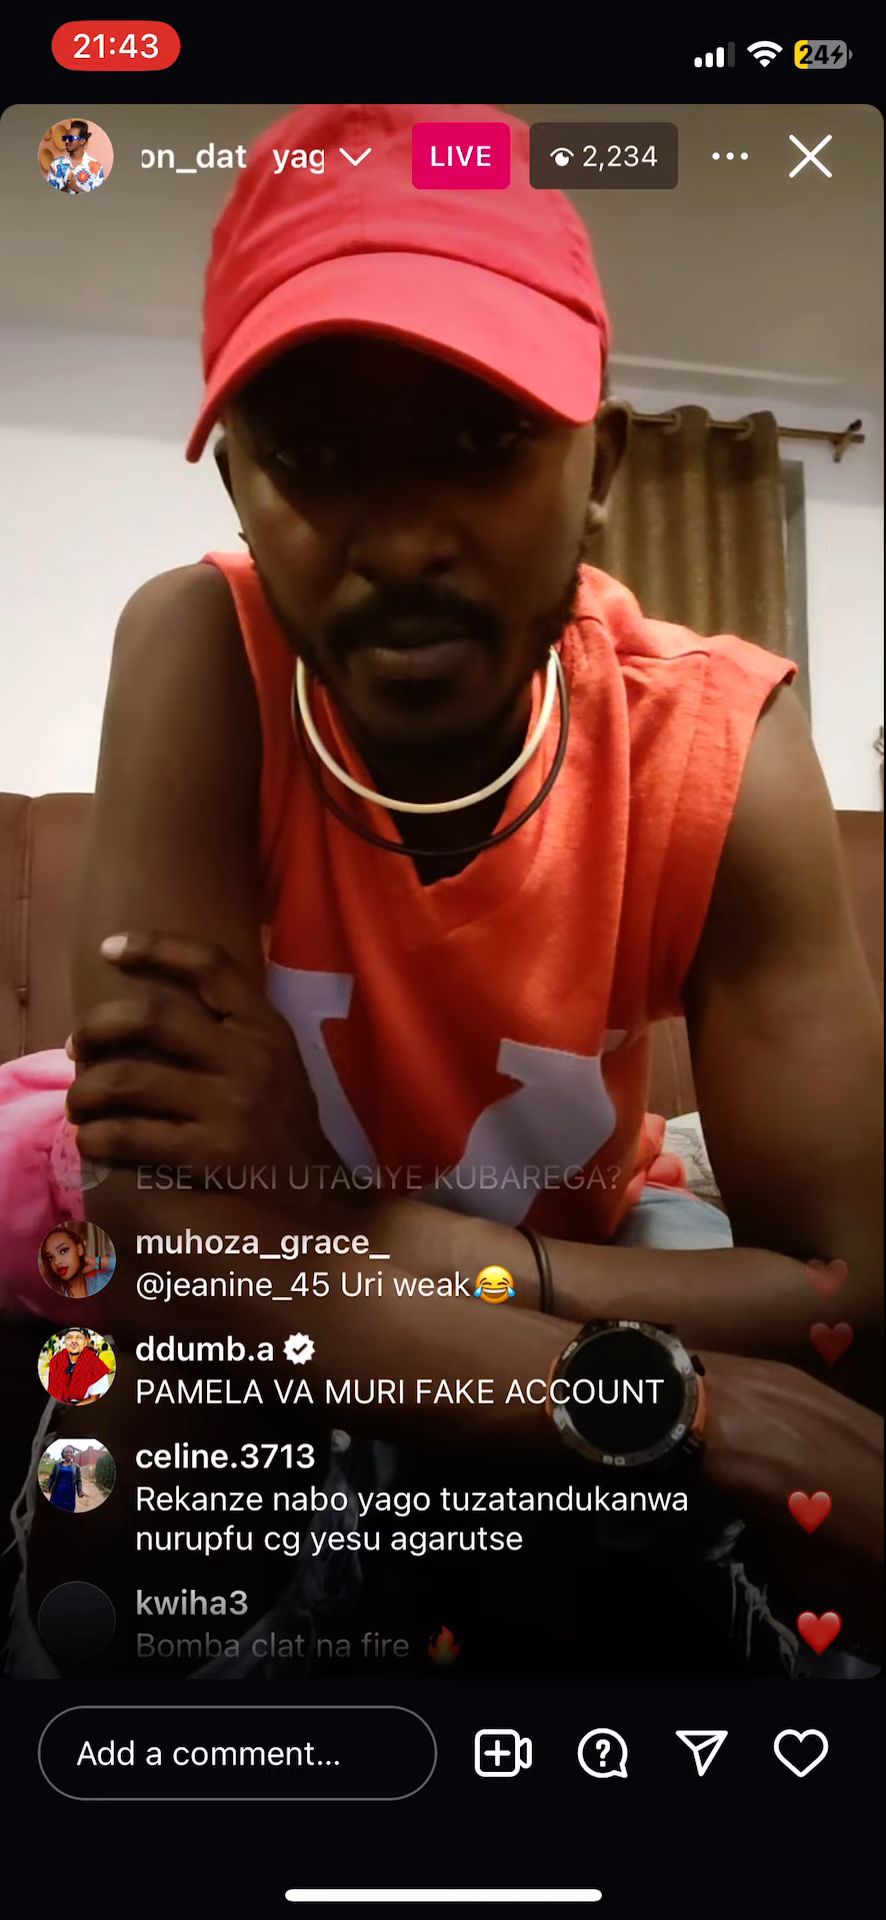 21:43
24
on_dat yag
LIVE
2,234
ESE KUKI UTAGIYE KUBAREGA?
muhoza_grace_
@jeanine_45 Uri weak😂
ddumb.a
PAMELA VA MURI FAKE ACCOUNT
celine.3713
Rekanze nabo yago tuzatandukanwa
nurupfu cg yesu agarutse
kwiha3
Bomba clat na fire 🔥
Add a comment...